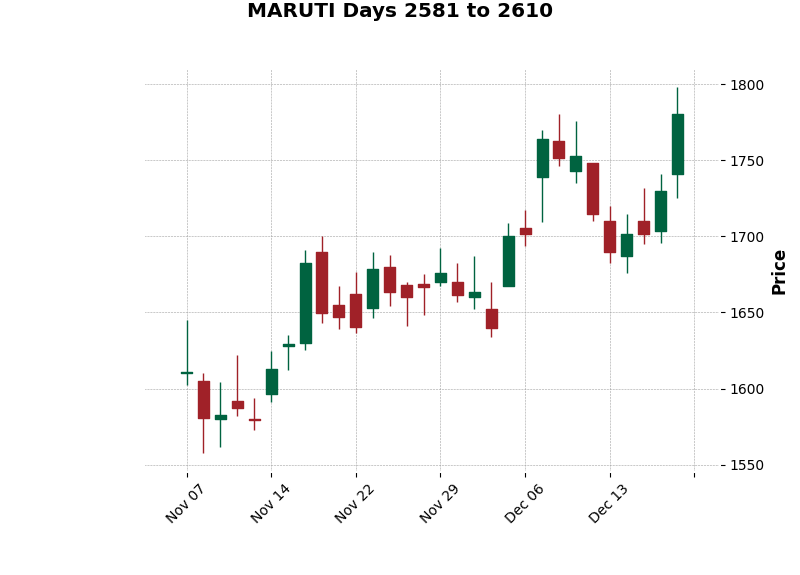 MARUTI Days 2581 to 2610
1800
1750
1700
1650
1600
1550
Price
Nov 07
Nov 14
Nov 22
Nov 29
Dec 06
Dec 13